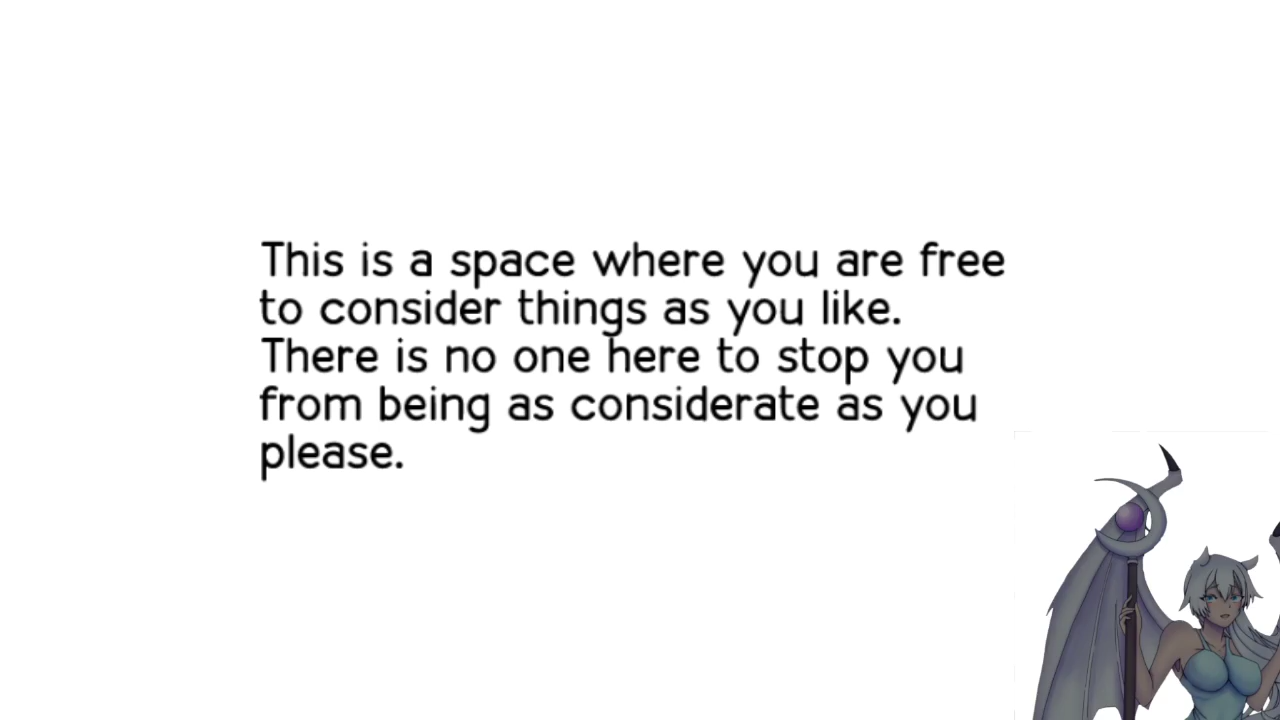 This is a space where you are free
to consider things as you like.
There is no one here to stop you
from being as considerate as you
please.